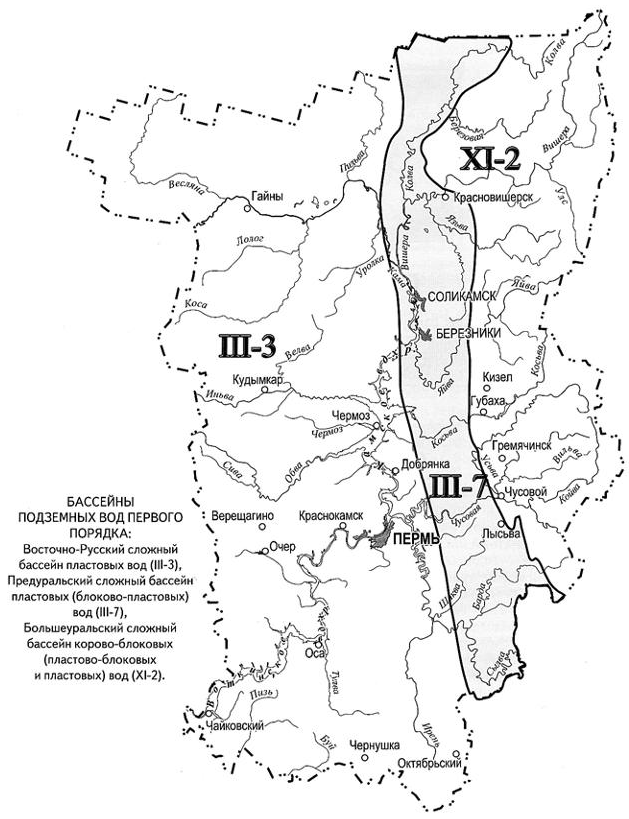 Колва
Березовая
XI-2
Вишера
Пильва
Колва
Весляна
Гайны
Красновишерск
Улс
Язьва
Лолог
Вишера
Уролка
Кама
Яйва
Коса
СОЛИКАМСК
III-3
БЕРЕЗНИКИ
Велва
Косьва
Кудымкар
Яйва
Кизел
Иньва
Губаха
Чермоз
Чермоз
Косьва
Гремячинск
Обва
Усьва
Вильва
Сива
Добрянка
III-7
Чусовой
Койва
БАССЕЙНЫ
ПОДЗЕМНЫХ ВОД ПЕРВОГО
ПОРЯДКА:
Восточно-Русский сложный
бассейн пластовых вод (III-3),
Предуральский сложный бассейн
пластовых (блоково-пластовых)
вод (III-7),
Большеуральский сложный
бассейн корово-блоковых
(пластово-блоковых
и пластовых) вод (XI-2).
Верещагино
Краснокамск
Чусовая
ПЕРМЬ
Лысьва
Очер
Шаква
Барда
Оса
Сылва
Тулва
Пизь
Чайковский
Ирень
Буй
Чернушка
Октябрьский